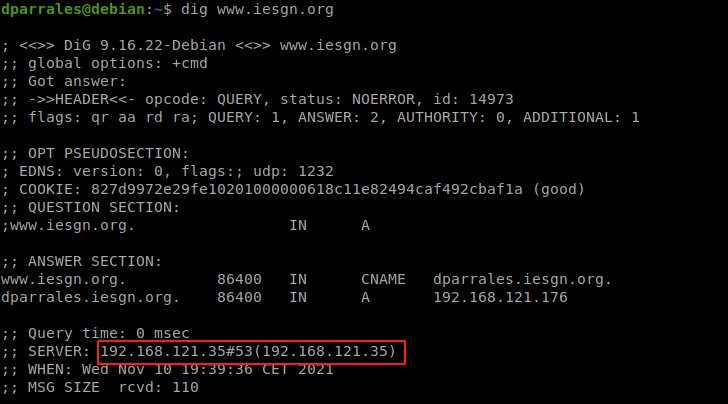 dparrales@debian:~$ dig www.iesgn.org
; <<>> DiG 9.16.22-Debian <<>> www.iesgn.org
;; global options: +cmd
;; Got answer:
;; ->>HEADER<<- opcode: QUERY, status: NOERROR, id: 14973
;; flags: qr aa rd ra; QUERY: 1, ANSWER: 2, AUTHORITY: 0, ADDITIONAL: 1
;; OPT PSEUDOSECTION:
; EDNS: version: 0, flags:; udp: 1232
; COOKIE: 827d9972e29fe10201000000618c11e82494caf492cbaf1a (good)
;; QUESTION SECTION:
;www.iesgn.org. IN A
;; ANSWER SECTION:
www.iesgn.org. 86400 IN CNAME dparrales.iesgn.org.
dparrales.iesgn.org. 86400 IN A 192.168.121.176
;; Query time: 0 msec
;; SERVER: 192.168.121.35#53(192.168.121.35)
;; WHEN: Wed Nov 10 19:39:36 CET 2021
;; MSG SIZE rcvd: 110